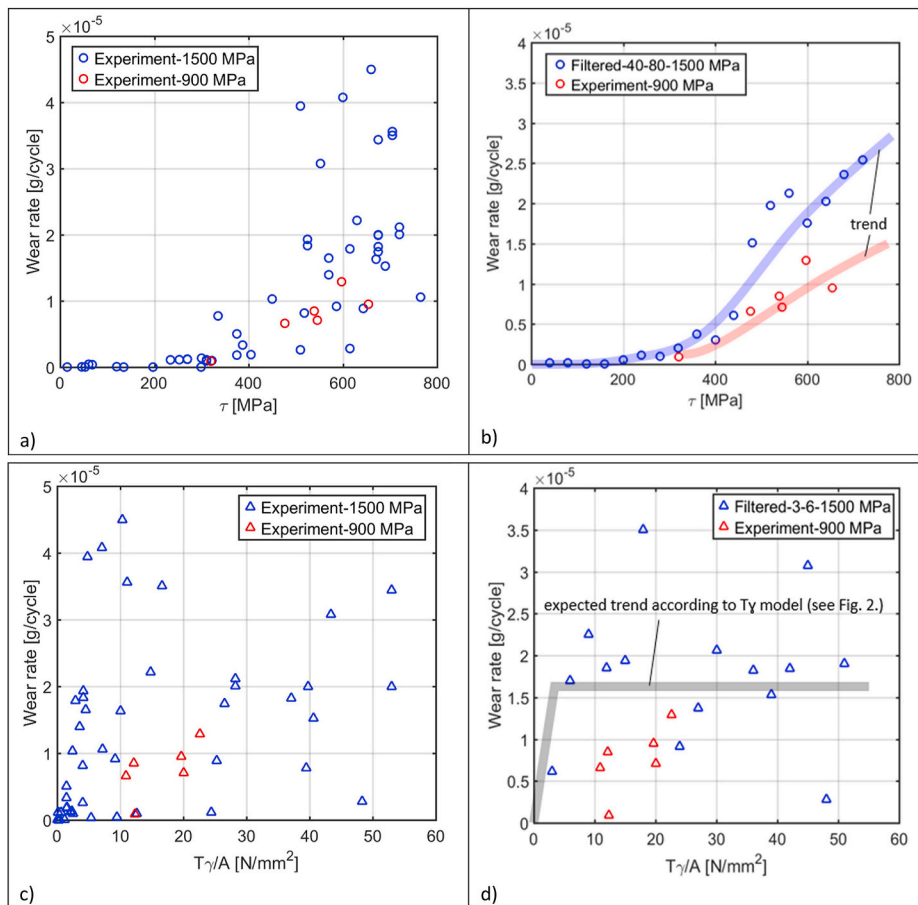 ×10⁻⁵
5
4
3
2
1
0
Wear rate [g/cycle]
Experiment-1500 MPa
Experiment-900 MPa
0 200 400 600 800
τ [MPa]
a)
×10⁻⁵
4
3.5
3
2.5
2
1.5
1
0.5
0
Wear rate [g/cycle]
Filtered-40-80-1500 MPa
Experiment-900 MPa
trend
0 200 400 600 800
τ [MPa]
b)
×10⁻⁵
5
4
3
2
1
0
Wear rate [g/cycle]
Experiment-1500 MPa
Experiment-900 MPa
0 10 20 30 40 50 60
Tγ/A [N/mm²]
c)
×10⁻⁵
4
3.5
3
2.5
2
1.5
1
0.5
0
Wear rate [g/cycle]
Filtered-3-6-1500 MPa
Experiment-900 MPa
expected trend according to Tɣ model (see Fig. 2.)
0 10 20 30 40 50 60
Tγ/A [N/mm²]
d)